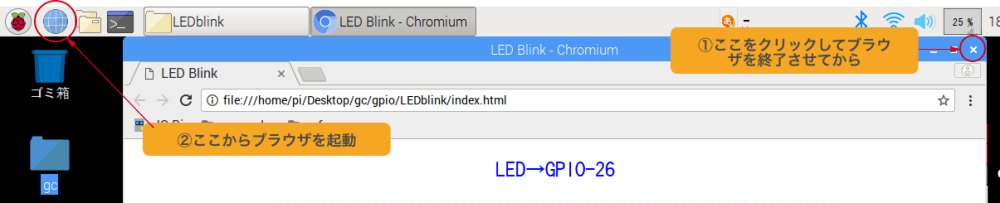 LEDblink
LED Blink - Chromium
あ
25 %
LED Blink - Chromium
①ここをクリックしてブラウ
ザを終了させてから
LED Blink
file:///home/pi/Desktop/gc/gpio/LEDblink/index.html
ゴミ箱
②ここからブラウザを起動
LED→GPIO-26
gc